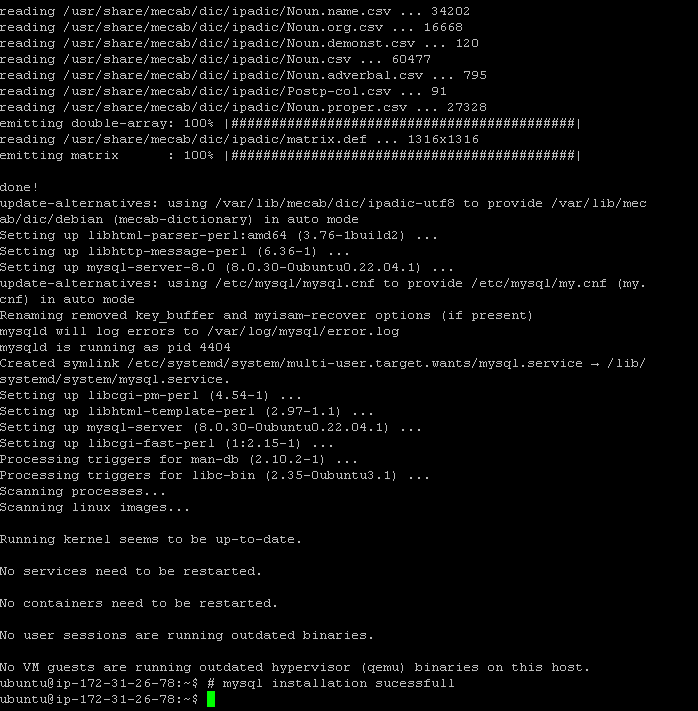 reading /usr/share/mecab/dic/ipadic/Noun.name.csv ... 34202
reading /usr/share/mecab/dic/ipadic/Noun.org.csv ... 16668
reading /usr/share/mecab/dic/ipadic/Noun.demonst.csv ... 120
reading /usr/share/mecab/dic/ipadic/Noun.csv ... 60477
reading /usr/share/mecab/dic/ipadic/Noun.adverbal.csv ... 795
reading /usr/share/mecab/dic/ipadic/Postp-col.csv ... 91
reading /usr/share/mecab/dic/ipadic/Noun.proper.csv ... 27328
emitting double-array: 100% |###########################################|
reading /usr/share/mecab/dic/ipadic/matrix.def ... 1316x1316
emitting matrix      : 100% |###########################################|
done!
update-alternatives: using /var/lib/mecab/dic/ipadic-utf8 to provide /var/lib/mec
ab/dic/debian (mecab-dictionary) in auto mode
Setting up libhtml-parser-perl:amd64 (3.76-1build2) ...
Setting up libhttp-message-perl (6.36-1) ...
Setting up mysql-server-8.0 (8.0.30-0ubuntu0.22.04.1) ...
update-alternatives: using /etc/mysql/mysql.cnf to provide /etc/mysql/my.cnf (my.
cnf) in auto mode
Renaming removed key_buffer and myisam-recover options (if present)
mysqld will log errors to /var/log/mysql/error.log
mysqld is running as pid 4404
Created symlink /etc/systemd/system/multi-user.target.wants/mysql.service → /lib/
systemd/system/mysql.service.
Setting up libcgi-pm-perl (4.54-1) ...
Setting up libhtml-template-perl (2.97-1.1) ...
Setting up mysql-server (8.0.30-0ubuntu0.22.04.1) ...
Setting up libcgi-fast-perl (1:2.15-1) ...
Processing triggers for man-db (2.10.2-1) ...
Processing triggers for libc-bin (2.35-0ubuntu3.1) ...
Scanning processes...
Scanning linux images...
Running kernel seems to be up-to-date.
No services need to be restarted.
No containers need to be restarted.
No user sessions are running outdated binaries.
No VM guests are running outdated hypervisor (qemu) binaries on this host.
ubuntu@ip-172-31-26-78:~$ # mysql installation sucessfull
ubuntu@ip-172-31-26-78:~$